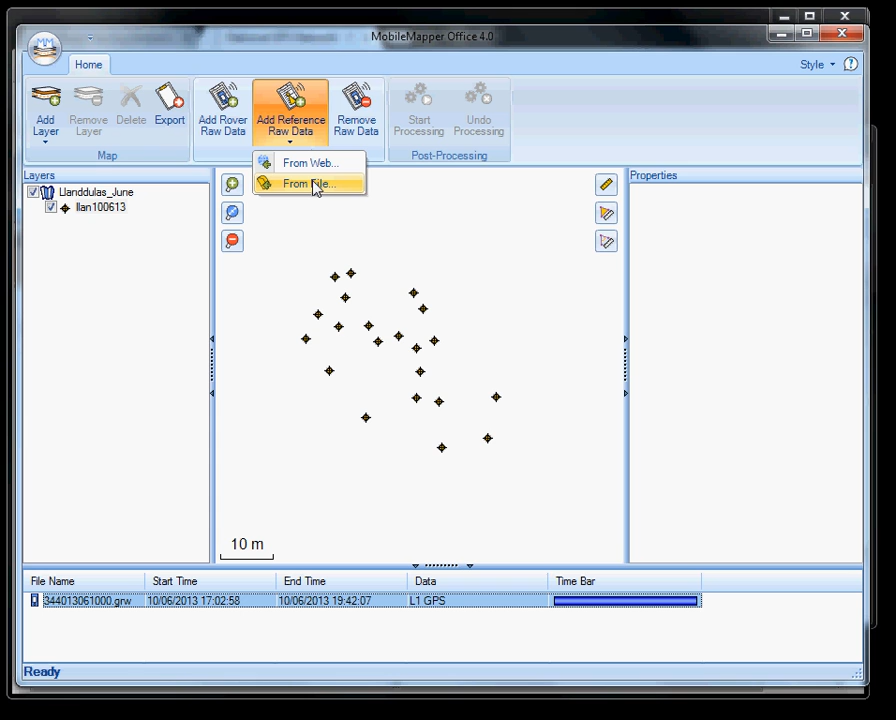 MobileMapper Office 4.0
Home
Style
Add Layer
Remove Layer
Delete
Export
Add Rover Raw Data
Add Reference Raw Data
Remove Raw Data
Start Processing
Undo Processing
Map
Post-Processing
From Web...
From File...
Layers
Properties
Llanddulas_June
llan100613
10 m
File Name Start Time End Time Data Time Bar
344013061000.grw 10/06/2013 17:02:58 10/06/2013 19:42:07 L1 GPS
Ready